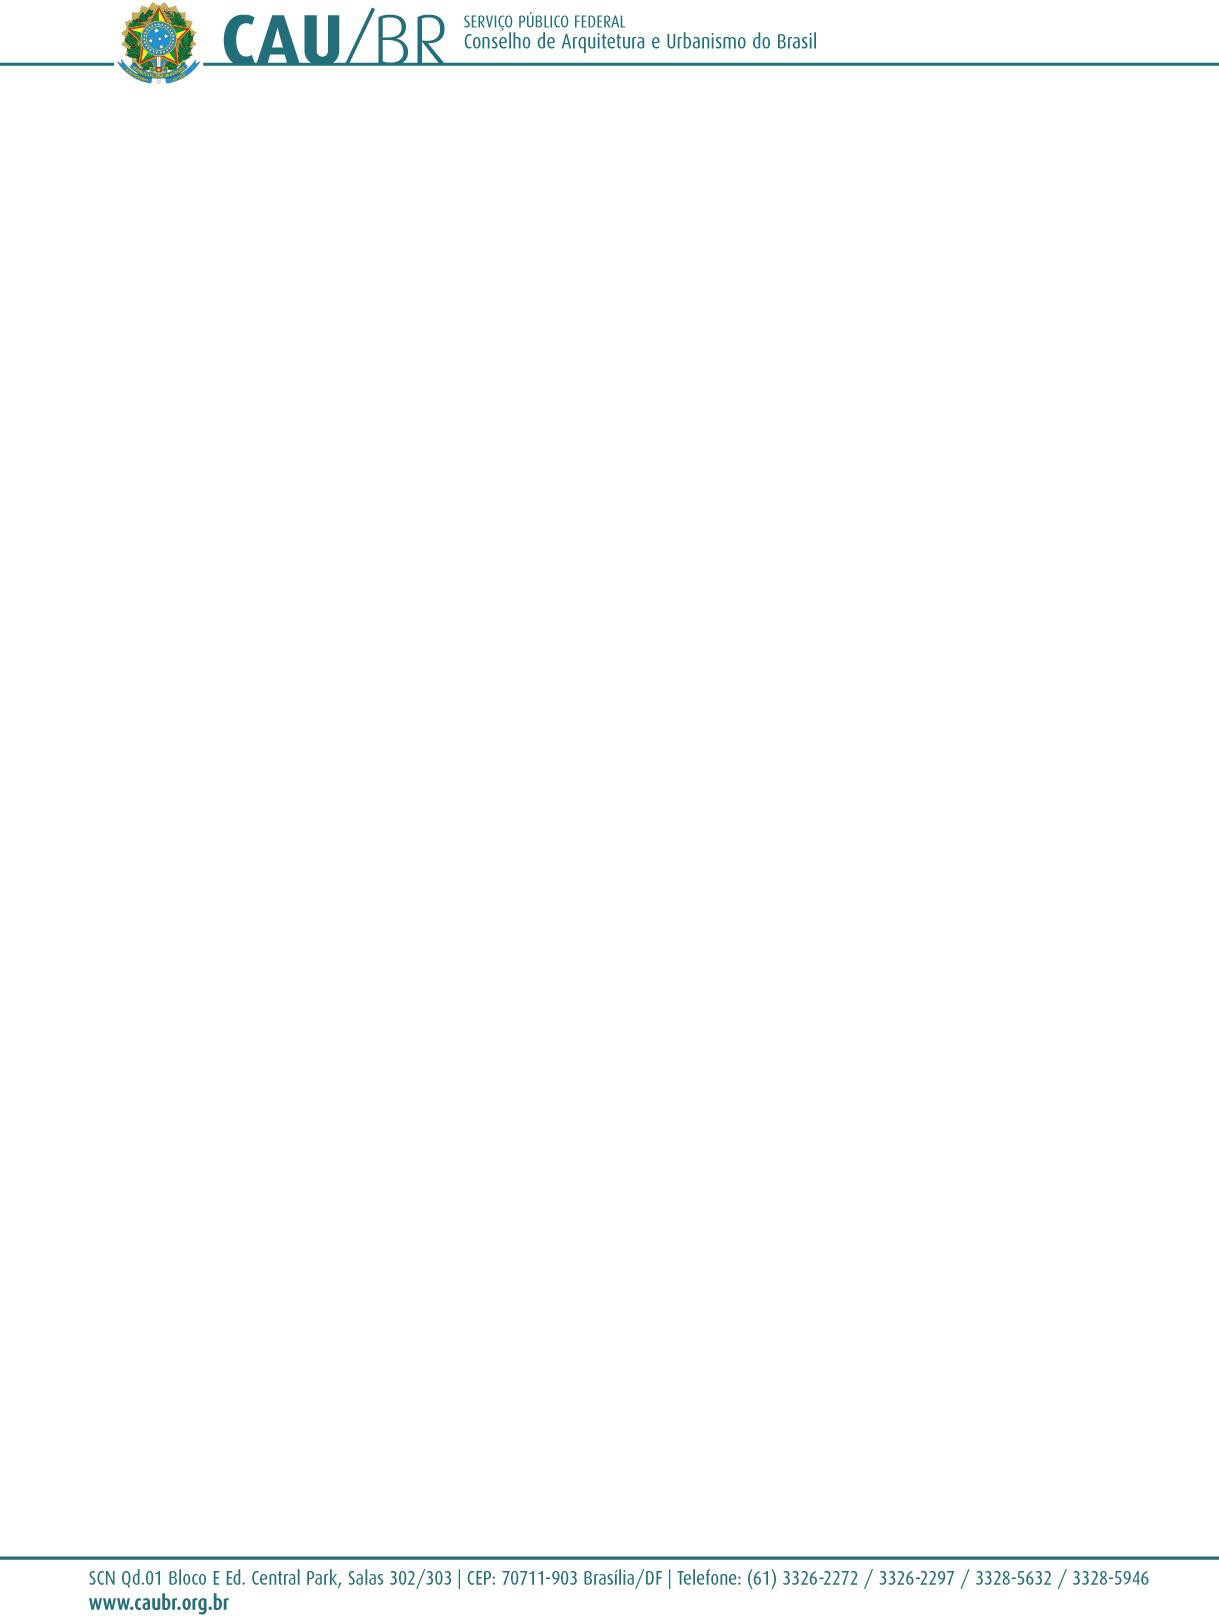 CAU/BR
SERVIÇO PÚBLICO FEDERAL
Conselho de Arquitetura e Urbanismo do Brasil
SCN Qd.01 Bloco E Ed. Central Park, Salas 302/303 | CEP: 70711-903 Brasília/DF | Telefone: (61) 3326-2272 / 3326-2297 / 3328-5632 / 3328-5946
www.caubr.org.br